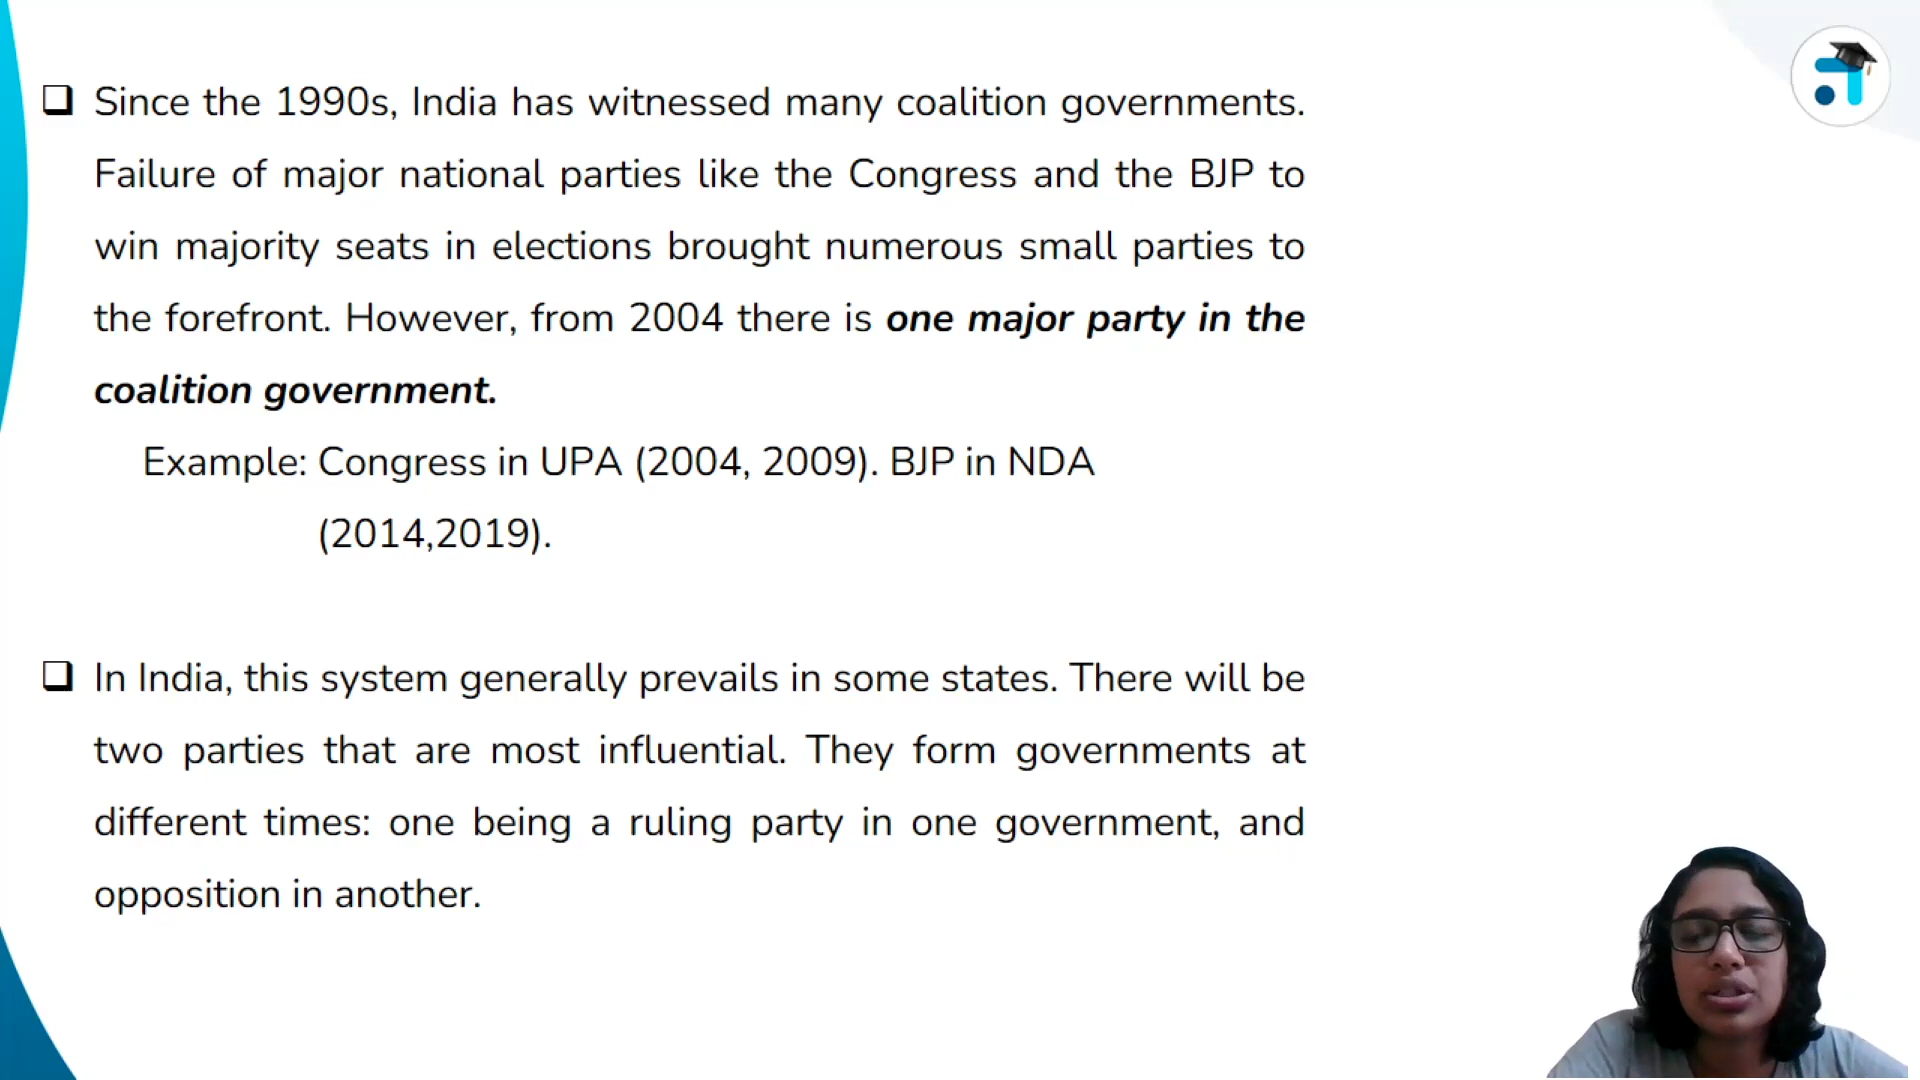 Since the 1990s, India has witnessed many coalition governments.
Failure of major national parties like the Congress and the BJP to
win majority seats in elections brought numerous small parties to
the forefront. However, from 2004 there is one major party in the
coalition government.
Example: Congress in UPA (2004, 2009). BJP in NDA
(2014,2019).
In India, this system generally prevails in some states. There will be
two parties that are most influential. They form governments at
different times: one being a ruling party in one government, and
opposition in another.